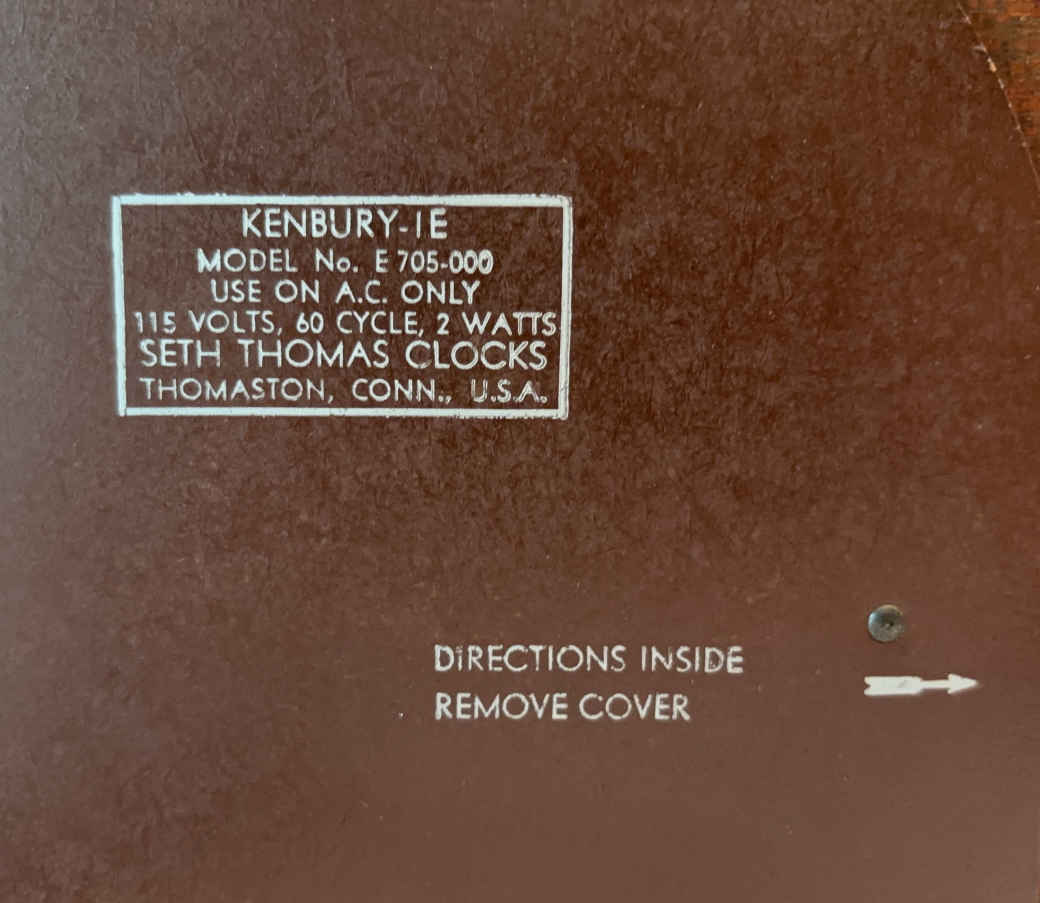 KENBURY-1E
MODEL No. E 705-000
USE ON A.C. ONLY
115 VOLTS, 60 CYCLE, 2 WATTS
SETH THOMAS CLOCKS
THOMASTON, CONN., U.S.A.
DIRECTIONS INSIDE
REMOVE COVER